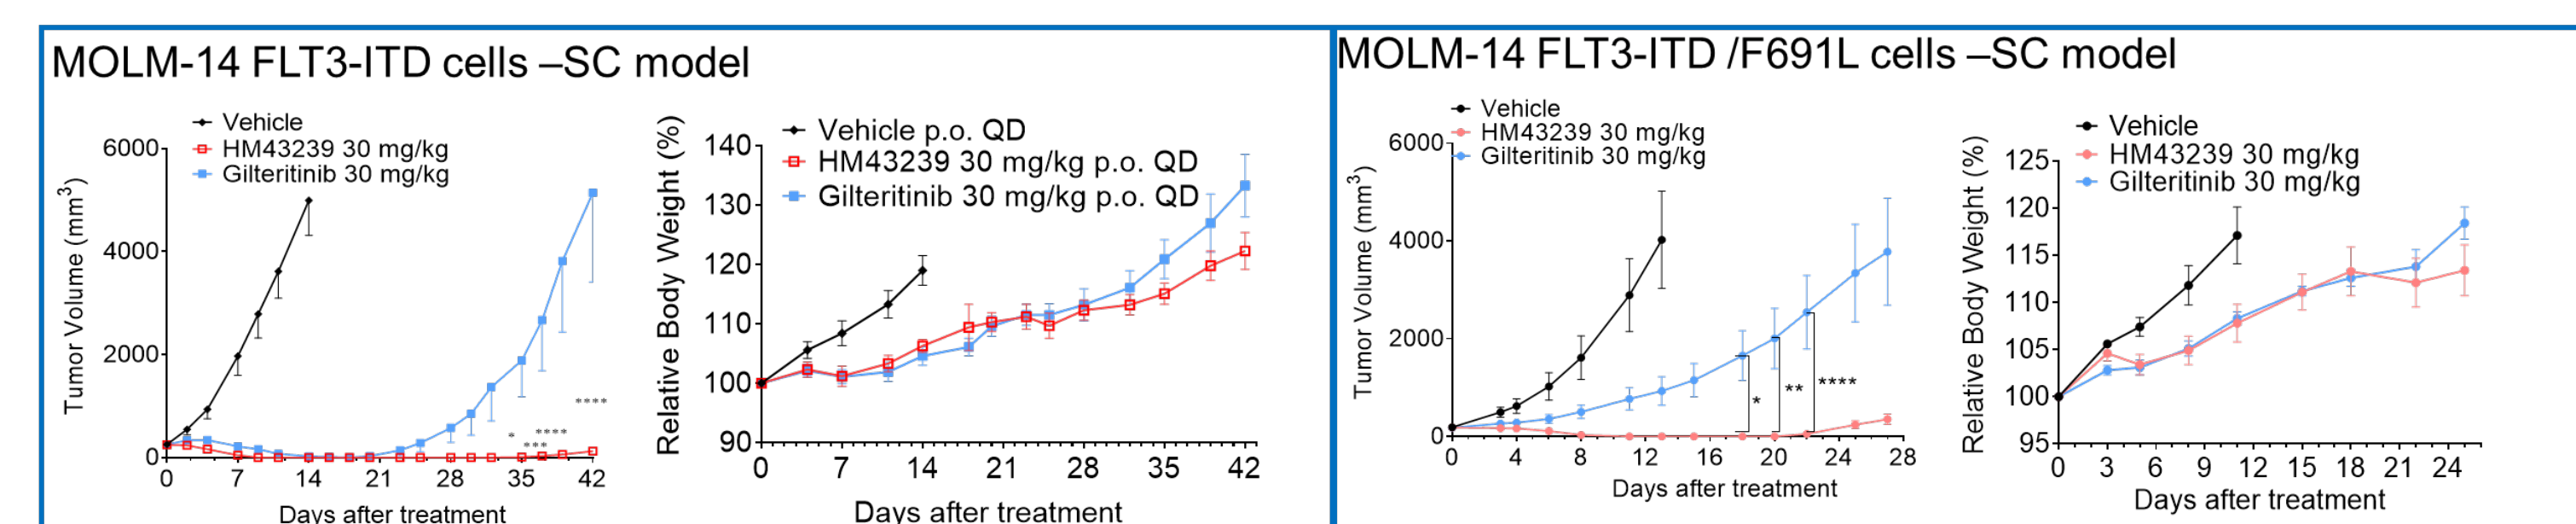 MOLM-14 FLT3-ITD cells –SC model
Vehicle
HM43239 30 mg/kg
Gilteritinib 30 mg/kg
6000
4000
2000
0
Tumor Volume (mm3)
* *** **** ****
0 7 14 21 28 35 42
Days after treatment
Vehicle p.o. QD
HM43239 30 mg/kg p.o. QD
Gilteritinib 30 mg/kg p.o. QD
140
130
120
110
100
90
Relative Body Weight (%)
0 7 14 21 28 35 42
Days after treatment
MOLM-14 FLT3-ITD /F691L cells –SC model
Vehicle
HM43239 30 mg/kg
Gilteritinib 30 mg/kg
6000
4000
2000
0
Tumor Volume (mm3)
* ** ****
0 4 8 12 16 20 24 28
Days after treatment
Vehicle
HM43239 30 mg/kg
Gilteritinib 30 mg/kg
125
120
115
110
105
100
95
Relative Body Weight (%)
0 3 6 9 12 15 18 21 24
Days after treatment